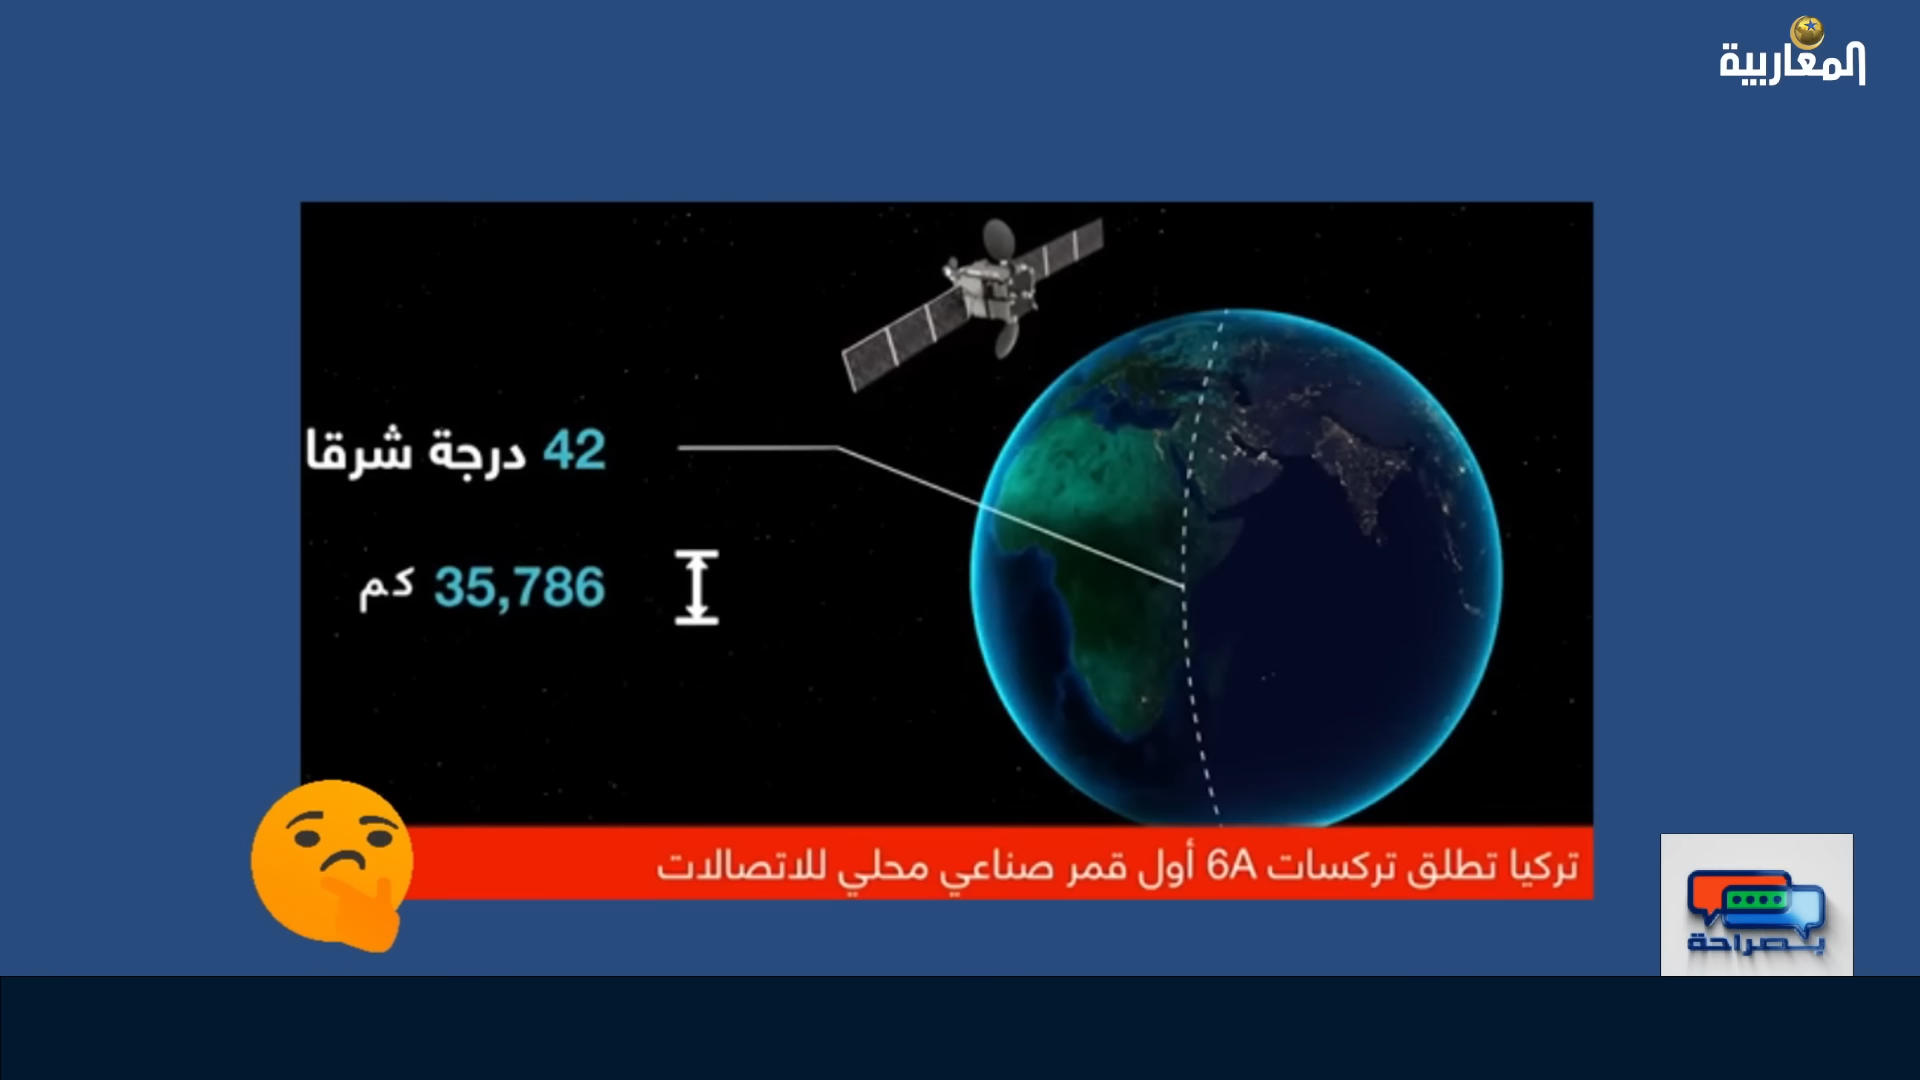 المغاربية
42 درجة شرقا
35,786 كم
تركيا تطلق تركسات 6A أول قمر صناعي محلي للاتصالات
بصراحة